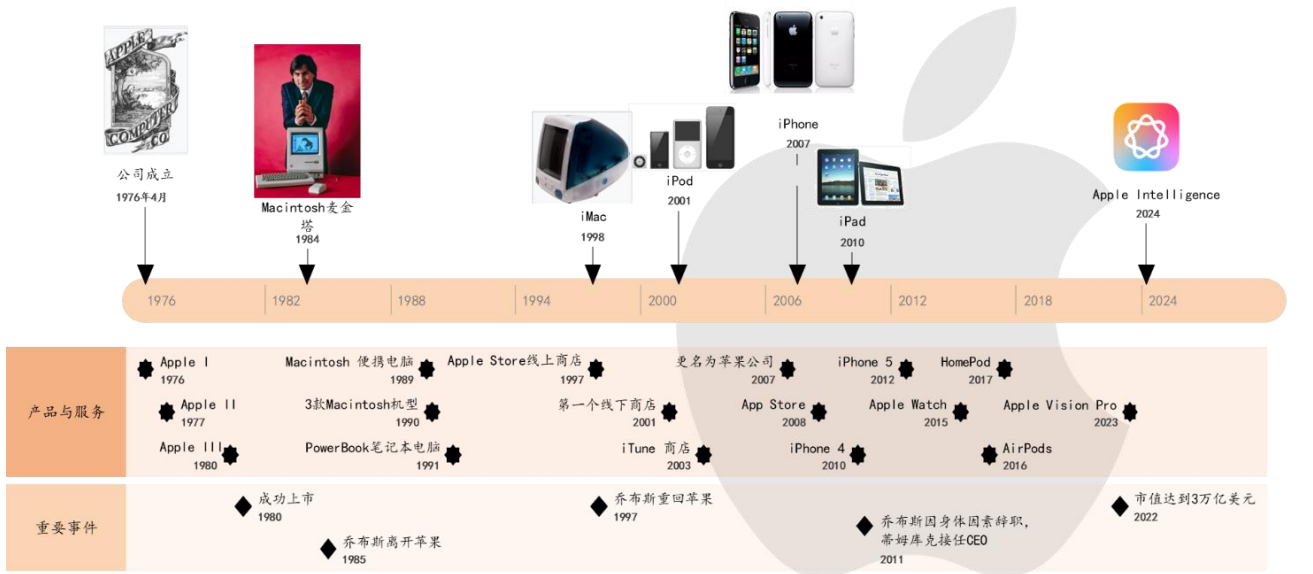 APPLE
COMPUTER
CO
公司成立
1976年4月
Macintosh麦金
塔
1984
iMac
1998
iPod
2001
iPhone
2007
iPad
2010
Apple Intelligence
2024
1976
1982
1988
1994
2000
2006
2012
2018
2024
产品与服务
Apple I
1976
Macintosh 便携电脑
1989
Apple Store线上商店
1997
更名为苹果公司
2007
iPhone 5
2012
HomePod
2017
Apple II
1977
3款Macintosh机型
1990
第一个线下商店
2001
App Store
2008
Apple Watch
2015
Apple Vision Pro
2023
Apple III
1980
PowerBook笔记本电脑
1991
iTune 商店
2003
iPhone 4
2010
AirPods
2016
重要事件
成功上市
1980
乔布斯离开苹果
1985
乔布斯重回苹果
1997
乔布斯因身体因素辞职，
蒂姆库克接任CEO
2011
市值达到3万亿美元
2022